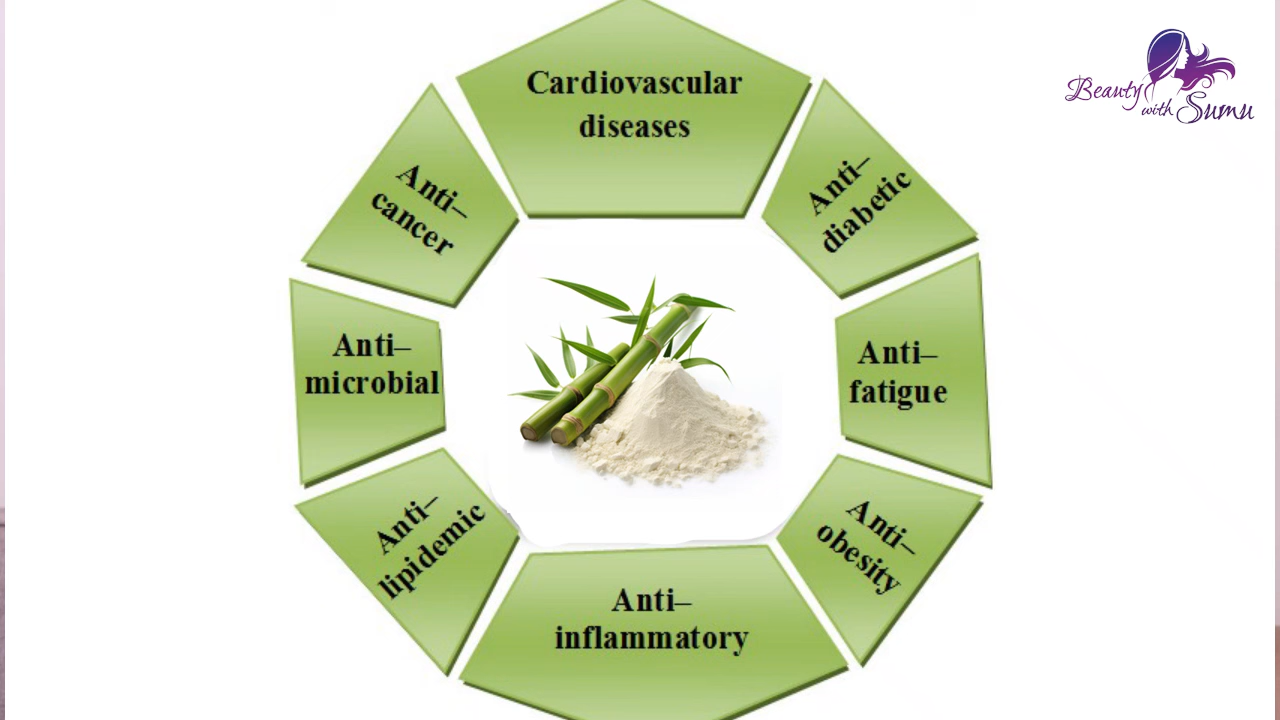 Cardiovascular
diseases
Beauty
with Sumu
Anti–
cancer
Anti–
diabetic
Anti–
microbial
Anti–
fatigue
Anti–
lipidemic
Anti–
obesity
Anti–
inflammatory